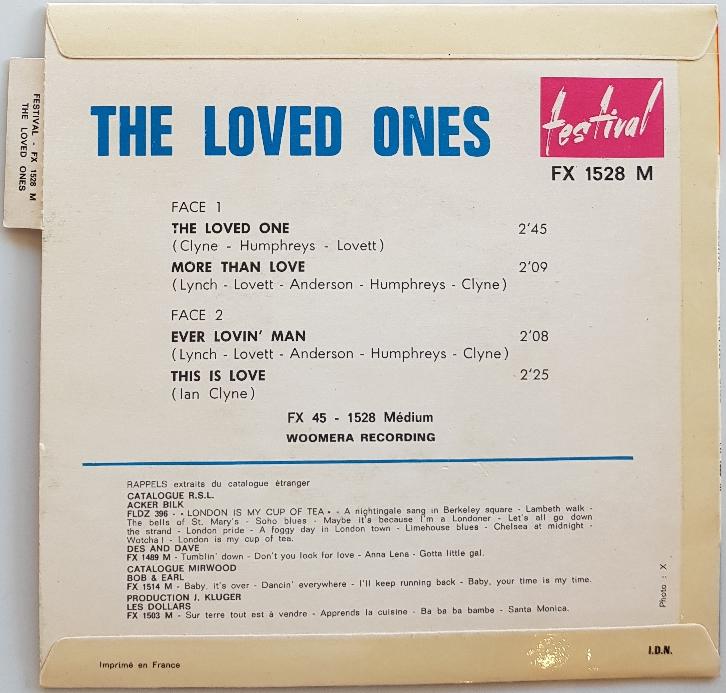 FESTIVAL - FX 1528 M
THE LOVED ONES
THE LOVED ONES
festival
FX 1528 M
FACE 1
THE LOVED ONE 2'45
(Clyne - Humphreys - Lovett)
MORE THAN LOVE 2'09
(Lynch - Lovett - Anderson - Humphreys - Clyne)
FACE 2
EVER LOVIN' MAN 2'08
(Lynch - Lovett - Anderson - Humphreys - Clyne)
THIS IS LOVE 2'25
(Ian Clyne)
FX 45 - 1528 Médium
WOOMERA RECORDING
RAPPELS extraits du catalogue étranger
CATALOGUE R.S.L.
ACKER BILK
FLDZ 396 - • LONDON IS MY CUP OF TEA • - A nightingale sang in Berkeley square - Lambeth walk -
The bells of St. Mary's - Soho blues - Maybe it's because I'm a Londoner - Let's all go down
the strand - London pride - A foggy day in London town - Limehouse blues - Chelsea at midnight -
Wotcha ! - London is my cup of tea.
DES AND DAVE
FX 1489 M - Tumblin' down - Don't you look for love - Anna Lena - Gotta little gal.
CATALOGUE MIRWOOD
BOB & EARL
FX 1514 M - Baby, it's over - Dancin' everywhere - I'll keep running back - Baby, your time is my time.
PRODUCTION J. KLUGER
LES DOLLARS
FX 1503 M - Sur terre tout est à vendre - Apprends la cuisine - Ba ba ba bambe - Santa Monica.
Photo : X
I.D.N.
Imprimé en France